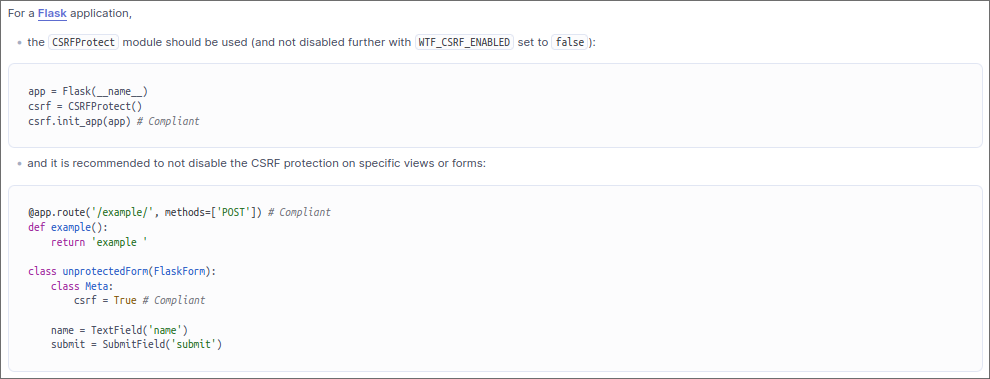 For a Flask application,
• the CSRFProtect module should be used (and not disabled further with WTF_CSRF_ENABLED set to false):
app = Flask(__name__)
csrf = CSRFProtect()
csrf.init_app(app) # Compliant
• and it is recommended to not disable the CSRF protection on specific views or forms:
@app.route('/example/', methods=['POST']) # Compliant
def example():
    return 'example '
class unprotectedForm(FlaskForm):
    class Meta:
        csrf = True # Compliant
    name = TextField('name')
    submit = SubmitField('submit')